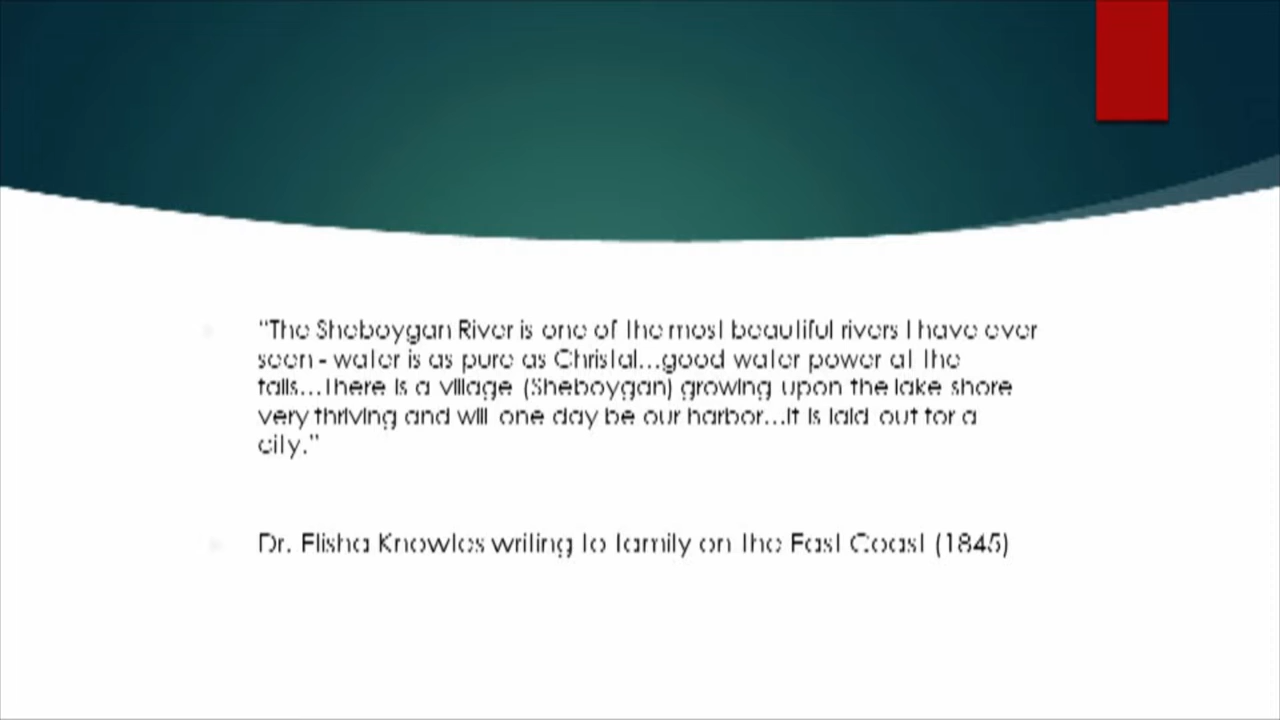 "The Sheboygan River is one of the most beautiful rivers I have ever
seen - water is as pure as Christal...good water power at the
falls...There is a village (Sheboygan) growing upon the lake shore
very thriving and will one day be our harbor...it is laid out for a
city."
Dr. Elisha Knowles writing to family on the East Coast (1845)